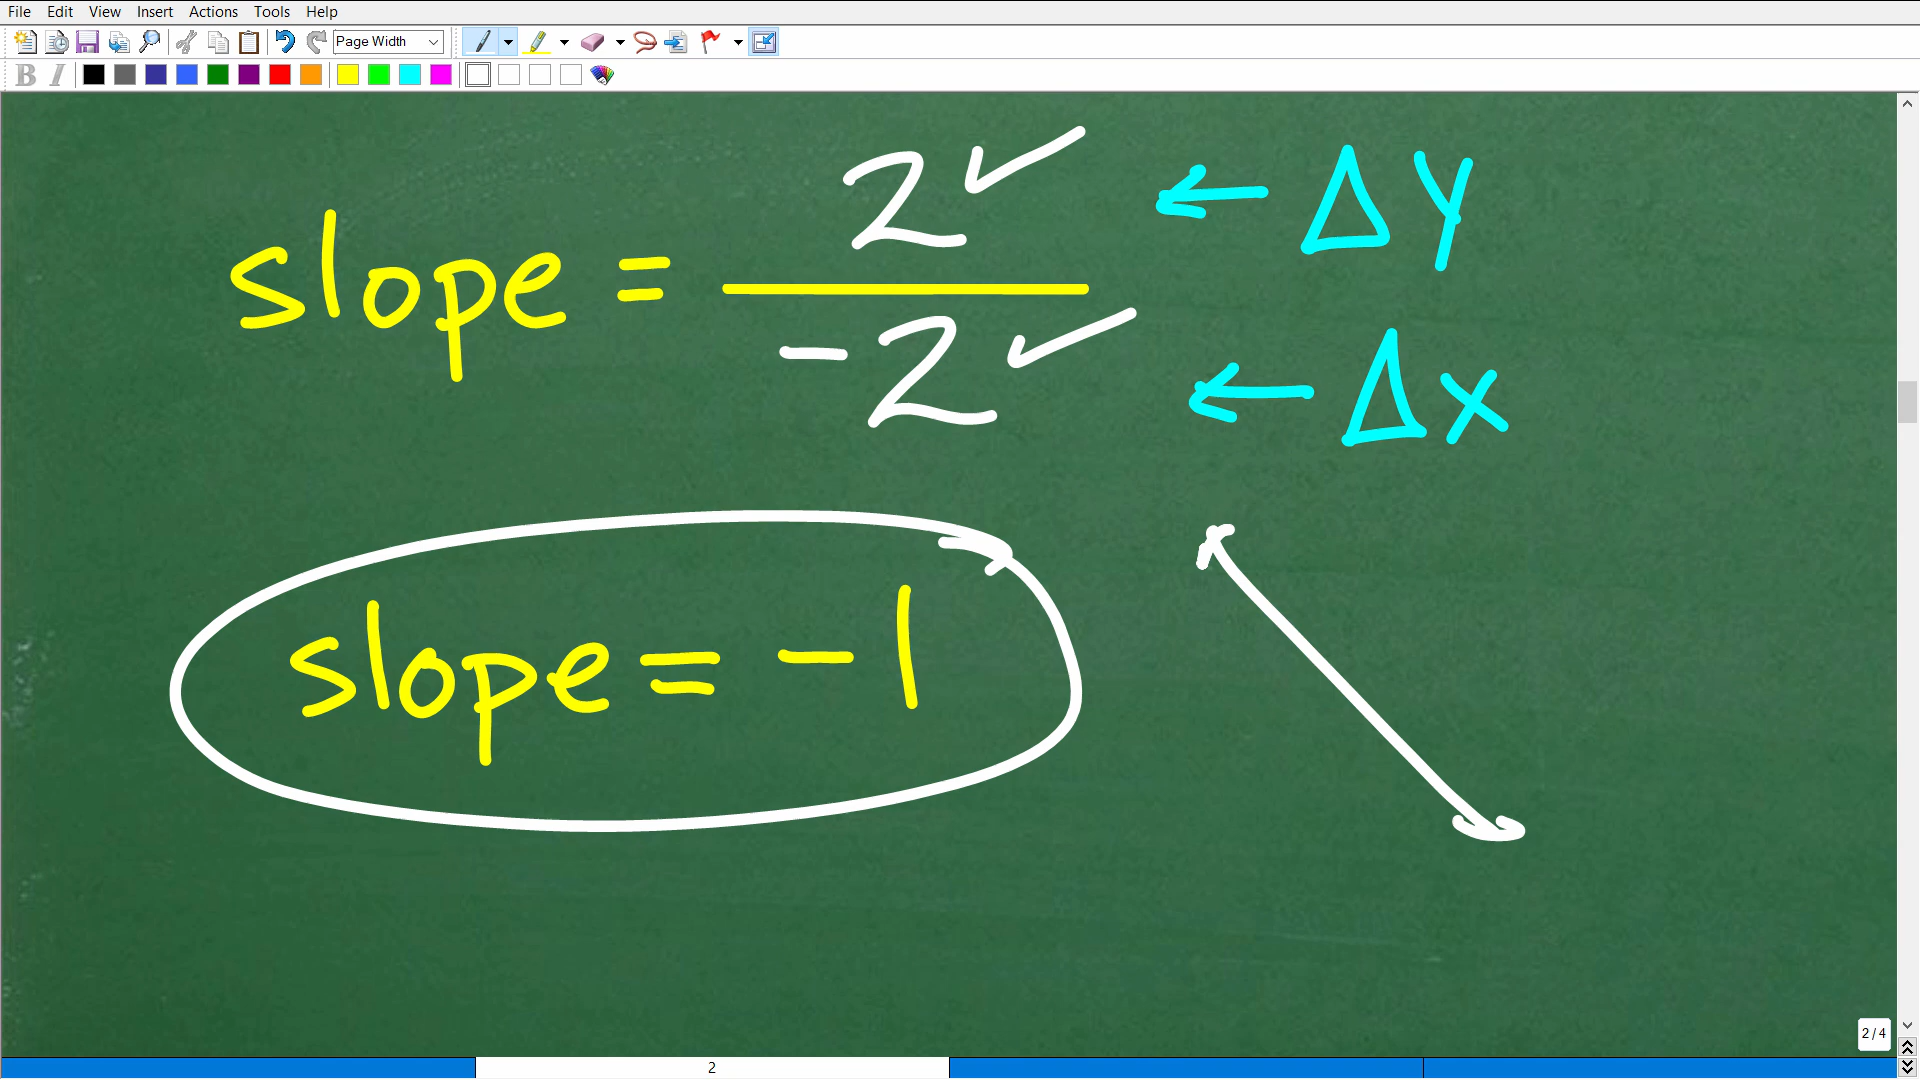 File Edit View Insert Actions Tools Help
Page Width
B I
slope = 2 ✓ ← Δy
-2 ✓ ← Δx
slope = -1
2 / 4
2